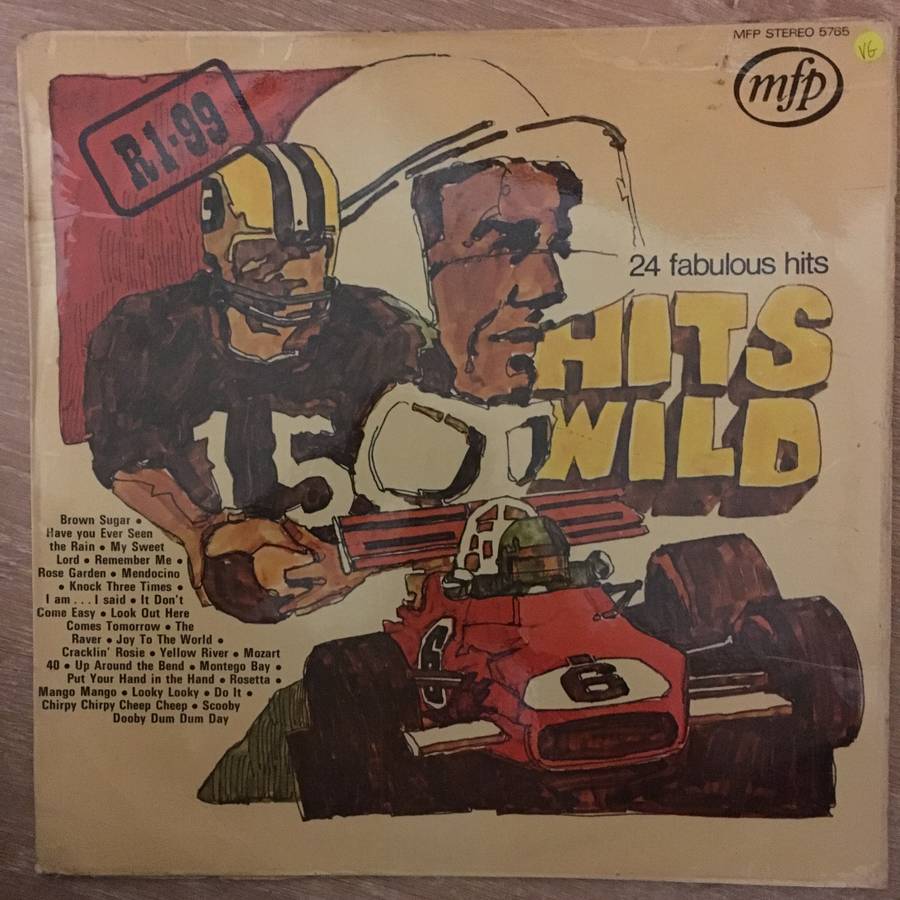 MFP STEREO 5765
VG
mfp
R1-99
3
24 fabulous hits
HITS
WILD
15
Brown Sugar •
Have you Ever Seen
the Rain • My Sweet
Lord • Remember Me •
Rose Garden • Mendocino
• Knock Three Times •
I am . . . I said • It Don't
Come Easy • Look Out Here
Comes Tomorrow • The
Raver • Joy To The World •
Cracklin' Rosie • Yellow River • Mozart
40 • Up Around the Bend • Montego Bay •
Put Your Hand in the Hand • Rosetta •
Mango Mango • Looky Looky • Do It •
Chirpy Chirpy Cheep Cheep • Scooby
Dooby Dum Dum Day
6
6